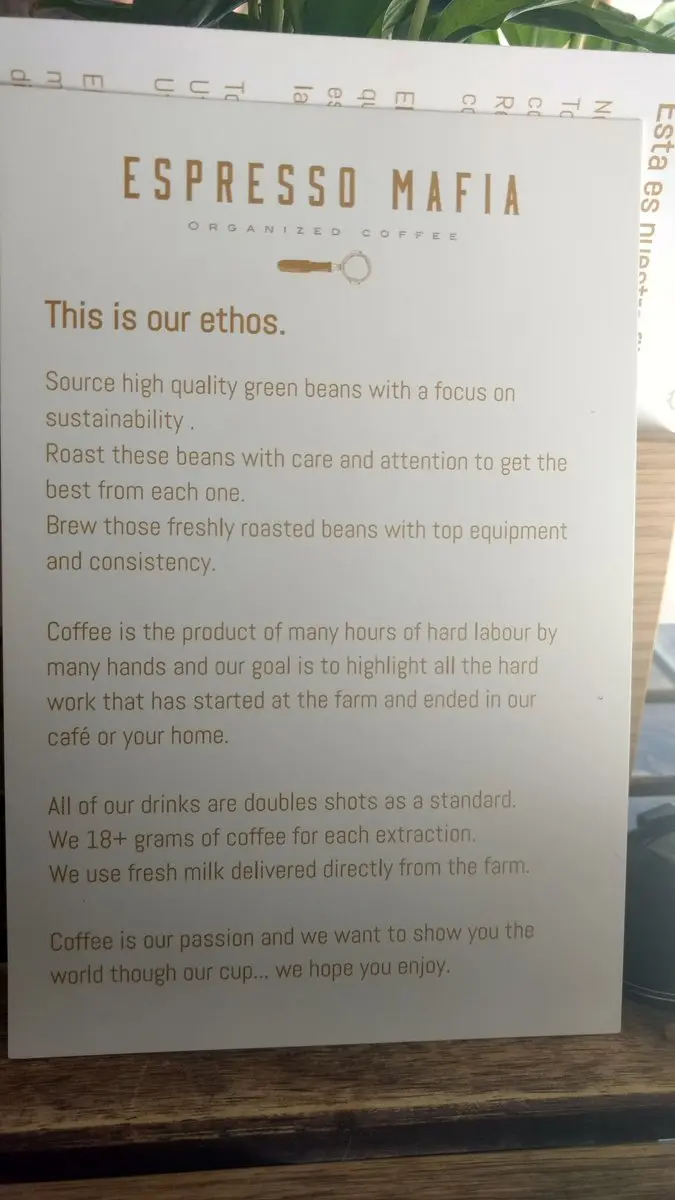 ESPRESSO MAFIA
ORGANIZED COFFEE
This is our ethos.
Source high quality green beans with a focus on
sustainability .
Roast these beans with care and attention to get the
best from each one.
Brew those freshly roasted beans with top equipment
and consistency.
Coffee is the product of many hours of hard labour by
many hands and our goal is to highlight all the hard
work that has started at the farm and ended in our
café or your home.
All of our drinks are doubles shots as a standard.
We 18+ grams of coffee for each extraction.
We use fresh milk delivered directly from the farm.
Coffee is our passion and we want to show you the
world though our cup... we hope you enjoy.
Esta es